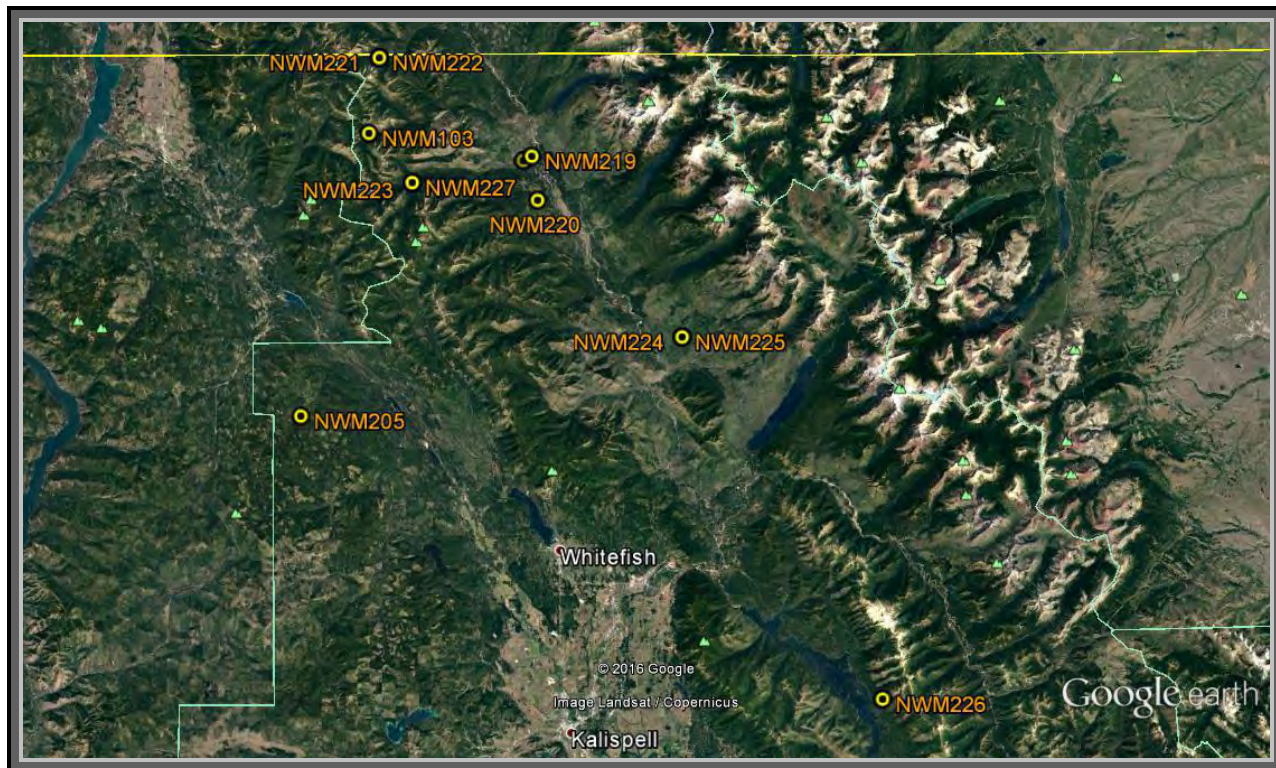 NWM221 NWM222
NWM103
NWM219
NWM223 NWM227
NWM220
NWM224 NWM225
NWM205
Whitefish
© 2016 Google
Image Landsat / Copernicus
NWM226
Google earth
Kalispell